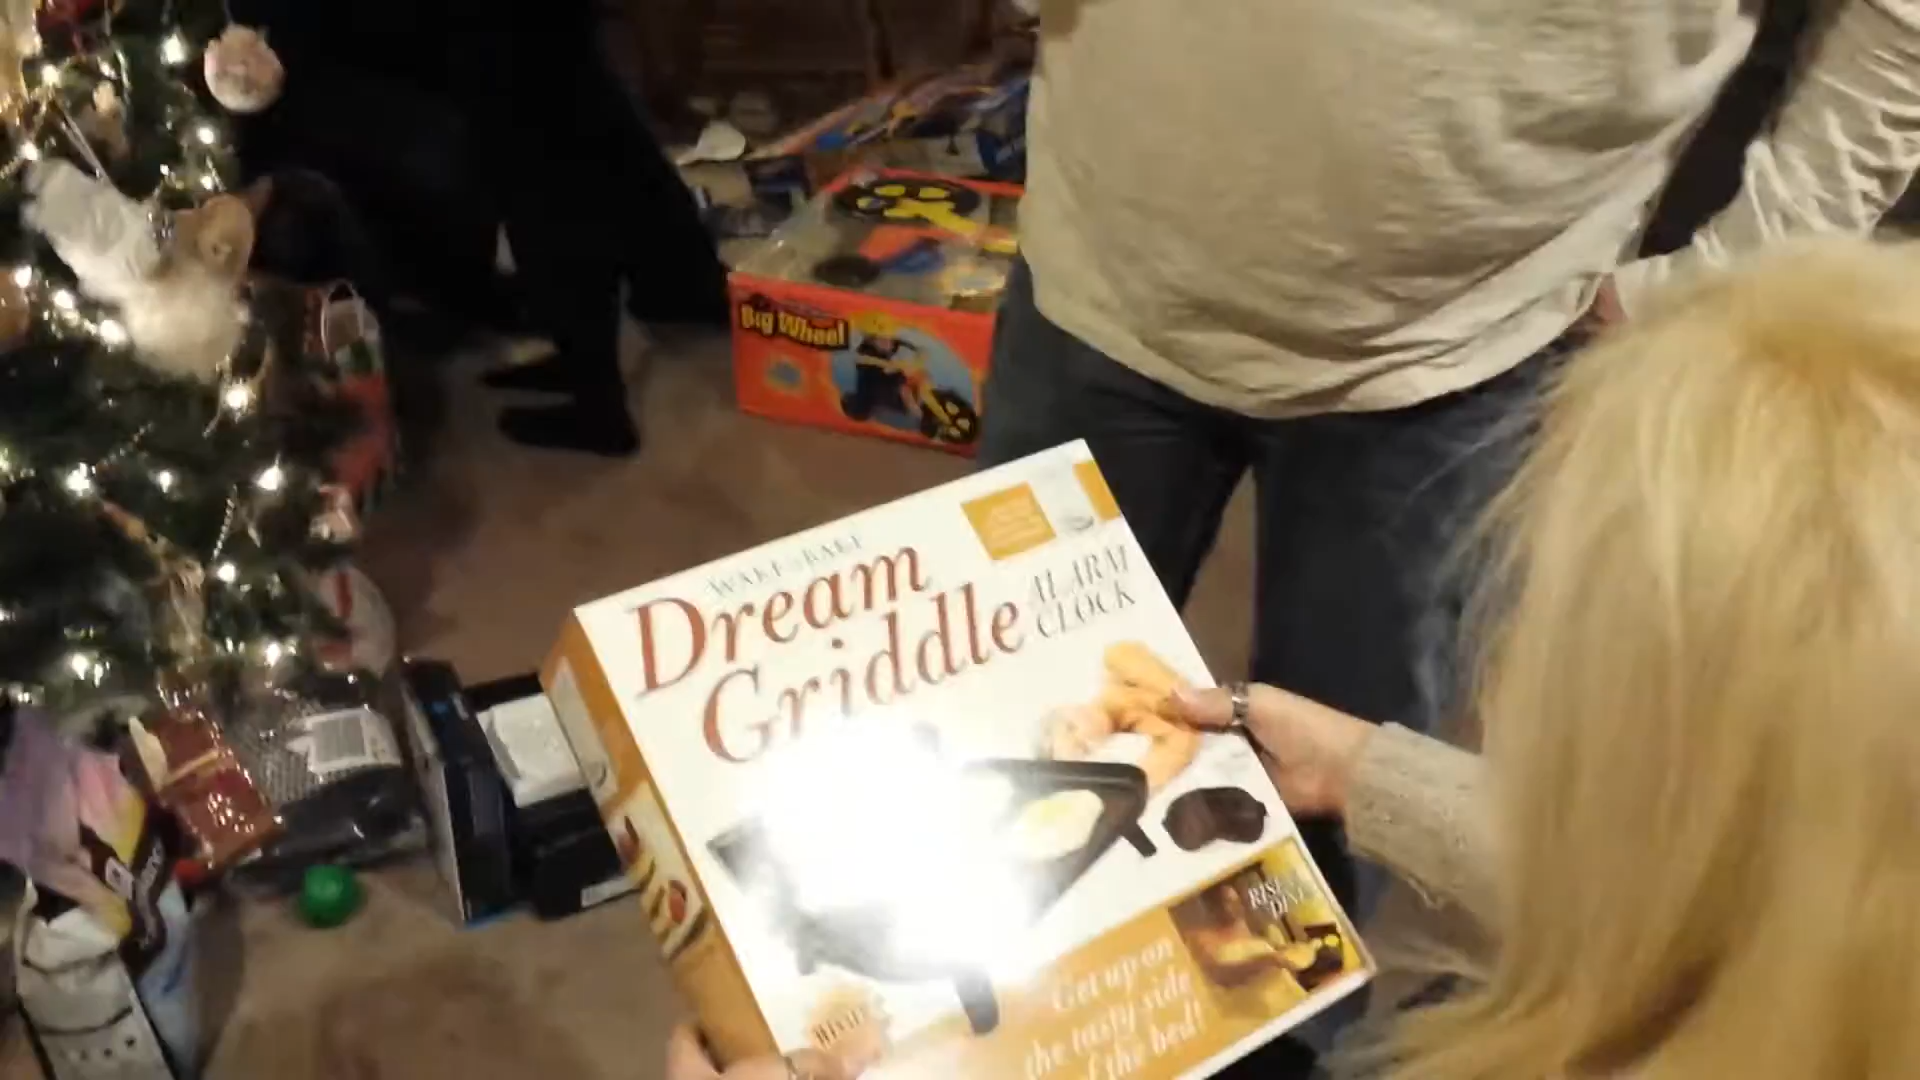 Big Wheel
WAKE n BAKE
Dream
Griddle
ALARM
CLOCK
RISE
DINE
Get up on
the tasty side
of the bed!